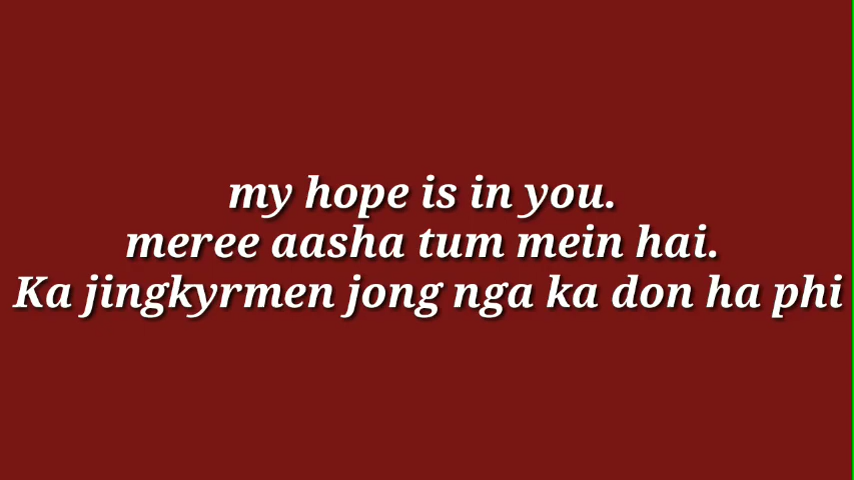 my hope is in you.
meree aasha tum mein hai.
Ka jingkyrmen jong nga ka don ha phi